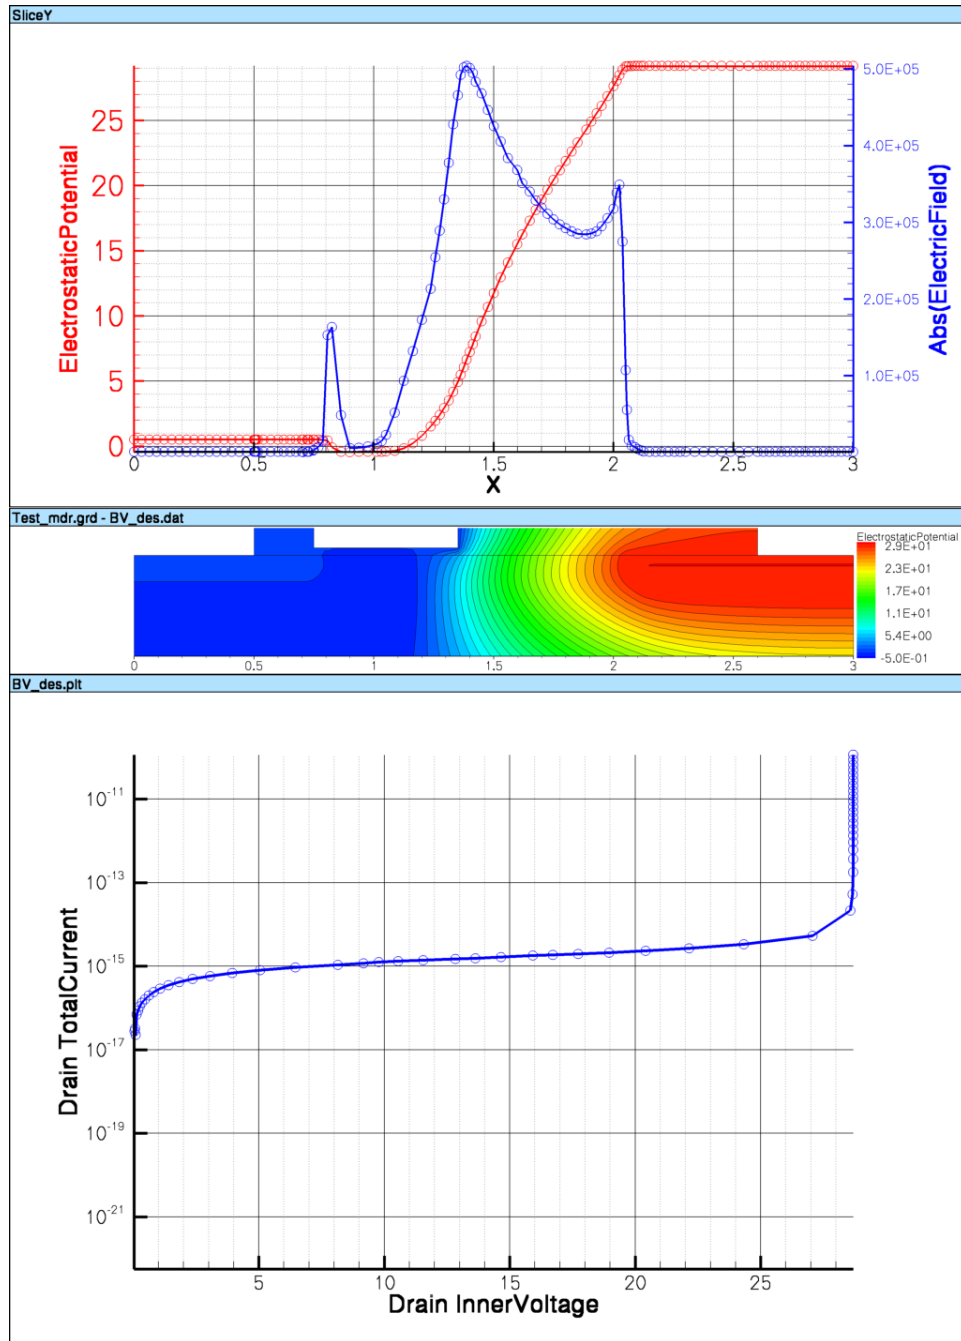 SliceY
ElectrostaticPotential
25
20
15
10
5
0
5.0E+05
4.0E+05
3.0E+05
2.0E+05
1.0E+05
Abs(ElectricField)
0 0.5 1 1.5 2 2.5 3
X
Test_mdr.grd - BV_des.dat
ElectrostaticPotential
2.9E+01
2.3E+01
1.7E+01
1.1E+01
5.4E+00
-5.0E-01
0 0.5 1 1.5 2 2.5 3
BV_des.plt
Drain TotalCurrent
10-11
10-13
10-15
10-17
10-19
10-21
5 10 15 20 25
Drain InnerVoltage